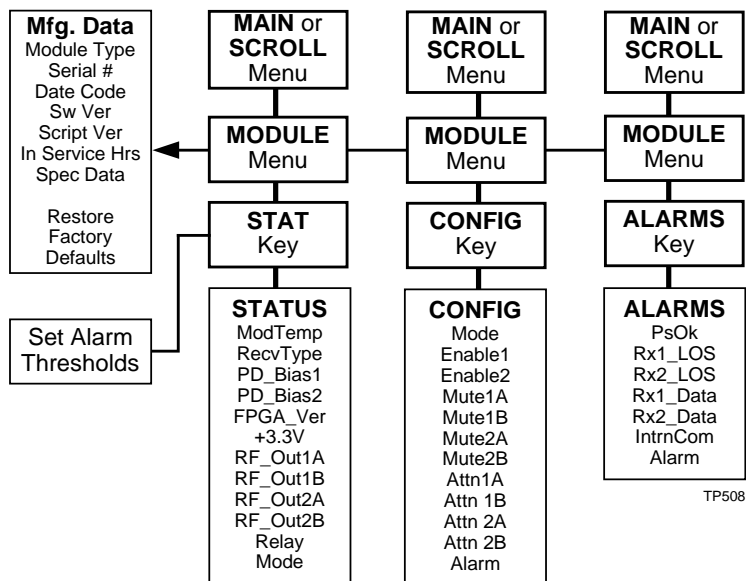 Mfg. Data
Module Type
Serial #
Date Code
Sw Ver
Script Ver
In Service Hrs
Spec Data
Restore
Factory
Defaults
MAIN or
SCROLL
Menu
MODULE
Menu
STAT
Key
Set Alarm
Thresholds
STATUS
ModTemp
RecvType
PD_Bias1
PD_Bias2
FPGA_Ver
+3.3V
RF_Out1A
RF_Out1B
RF_Out2A
RF_Out2B
Relay
Mode
MAIN or
SCROLL
Menu
MODULE
Menu
CONFIG
Key
CONFIG
Mode
Enable1
Enable2
Mute1A
Mute1B
Mute2A
Mute2B
Attn1A
Attn 1B
Attn 2A
Attn 2B
Alarm
MAIN or
SCROLL
Menu
MODULE
Menu
ALARMS
Key
ALARMS
PsOk
Rx1_LOS
Rx2_LOS
Rx1_Data
Rx2_Data
IntrnCom
Alarm
TP508